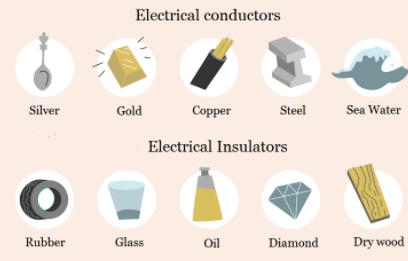 Electrical conductors
Silver Gold Copper Steel Sea Water
Electrical Insulators
Rubber Glass Oil Diamond Dry wood